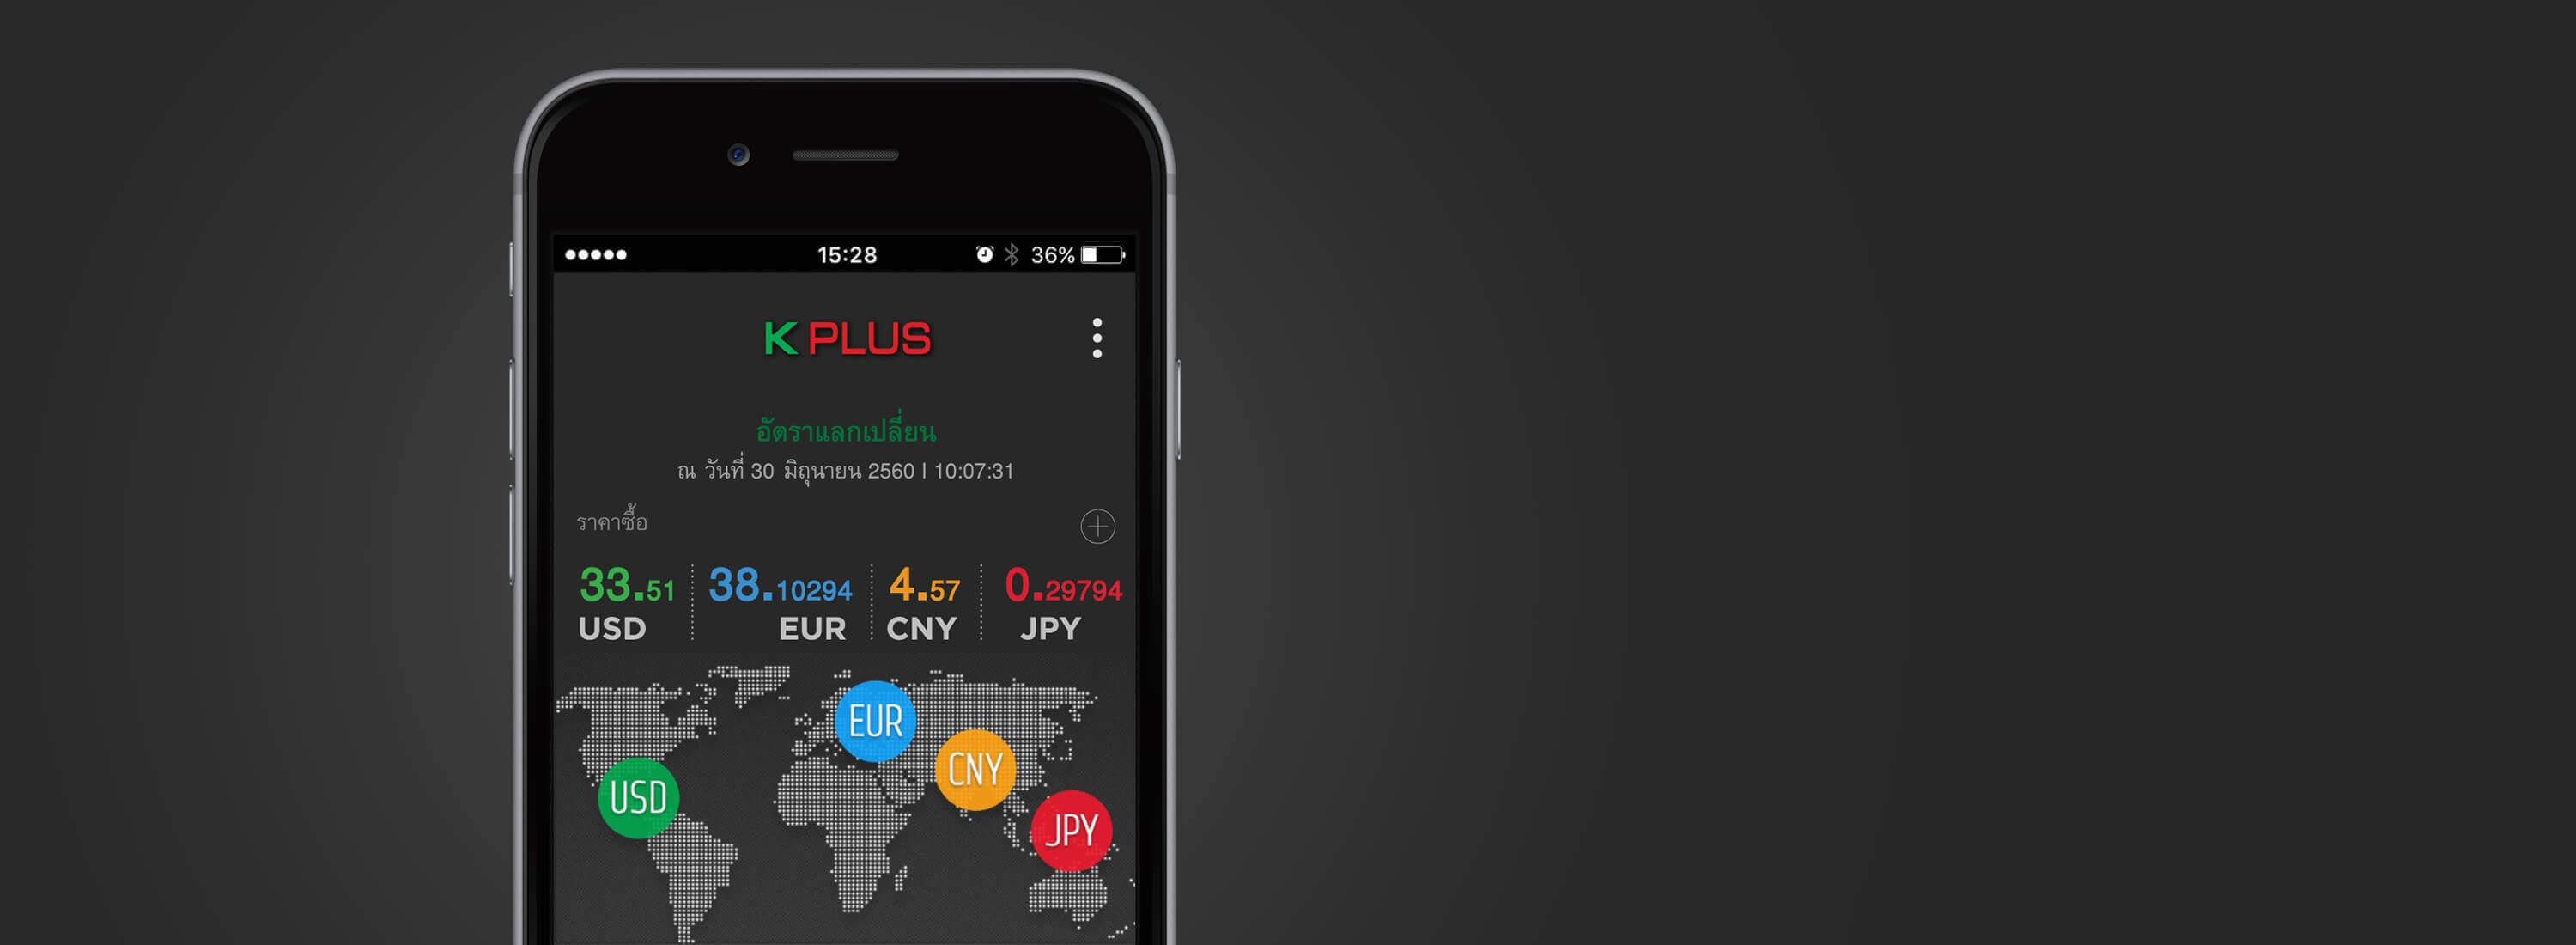 15:28 36%
K PLUS
อัตราแลกเปลี่ยน
ณ วันที่ 30 มิถุนายน 2560 | 10:07:31
ราคาซื้อ
33.51 38.10294 4.57 0.29794
USD EUR CNY JPY
EUR
CNY
USD
JPY